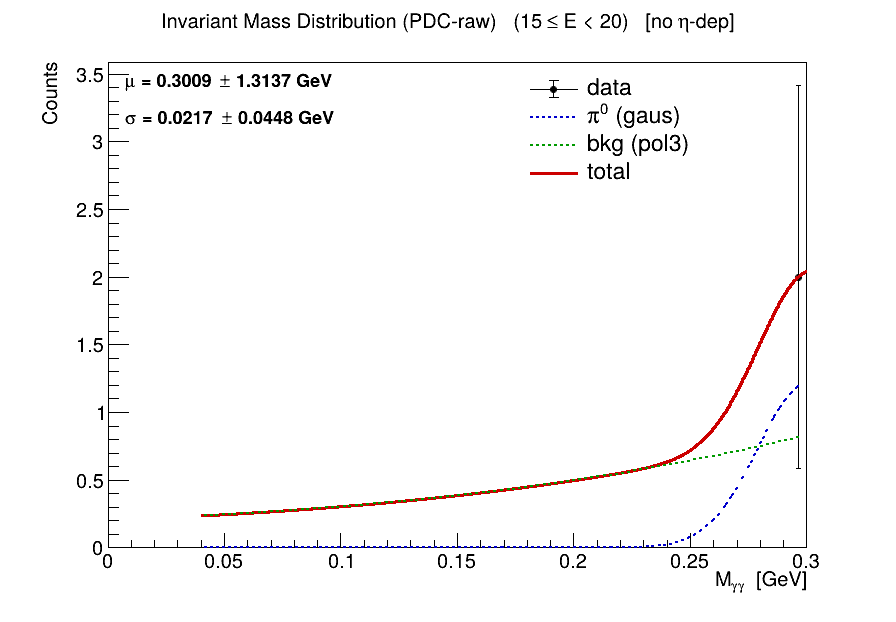 Invariant Mass Distribution (PDC-raw) (15 ≤ E < 20) [no η-dep]
Counts
μ = 0.3009 ± 1.3137 GeV
σ = 0.0217 ± 0.0448 GeV
data
π⁰ (gaus)
bkg (pol3)
total
3.5
3
2.5
2
1.5
1
0.5
0
0 0.05 0.1 0.15 0.2 0.25 0.3
M_γγ [GeV]